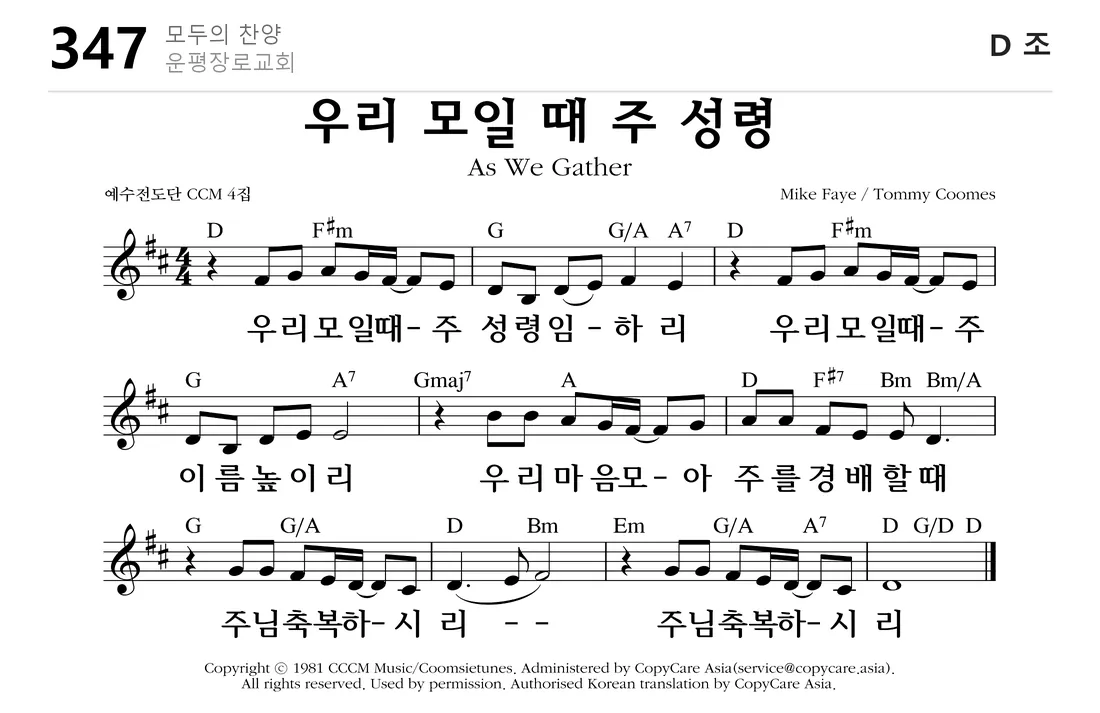 347 모두의 찬양 D 조
운평장로교회
우리 모일 때 주 성령
As We Gather
예수전도단 CCM 4집 Mike Faye / Tommy Coomes
D F#m G G/A A7 D F#m
우리모일때- 주 성령임 - 하 리 우리모일때- 주
G A7 Gmaj7 A D F#7 Bm Bm/A
이름높이리 우리마음모- 아 주를경배할때
G G/A D Bm Em G/A A7 D G/D D
주님축복하- 시 리 - - 주님축복하- 시 리
Copyright ⓒ 1981 CCCM Music/Coomsietunes. Administered by CopyCare Asia(service@copycare.asia).
All rights reserved. Used by permission. Authorised Korean translation by CopyCare Asia.